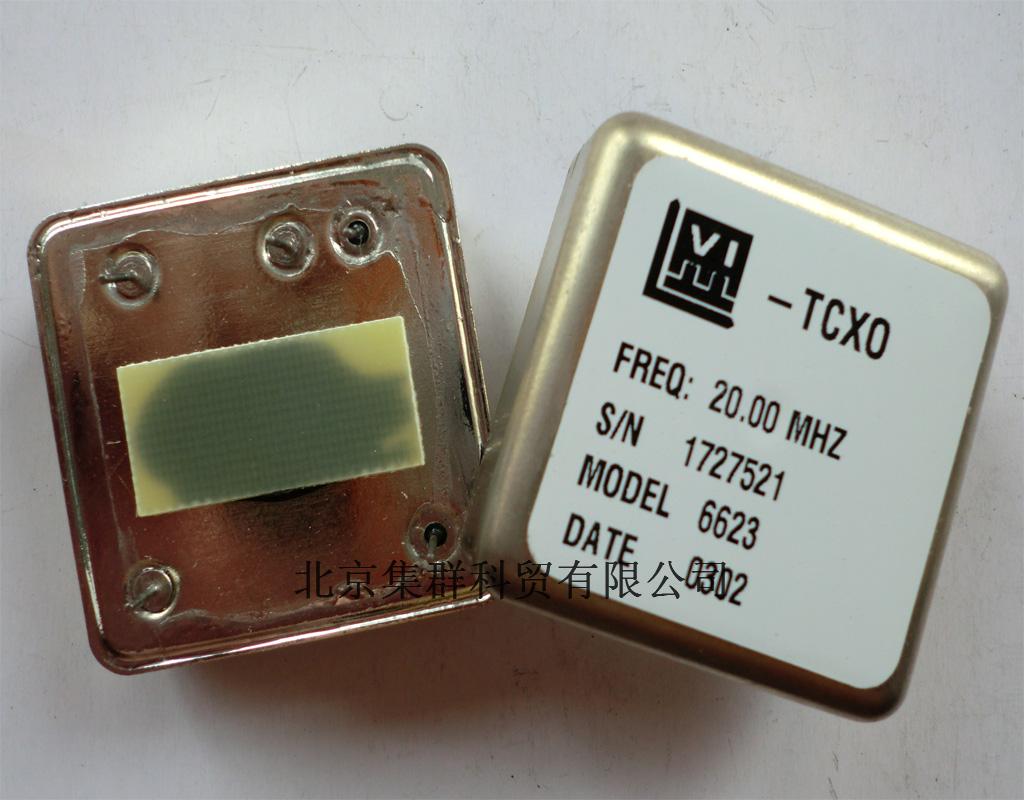 -TCXO
FREQ: 20.00 MHZ
S/N 1727521
MODEL 6623
DATE 0302
北京集群科贸有限公司